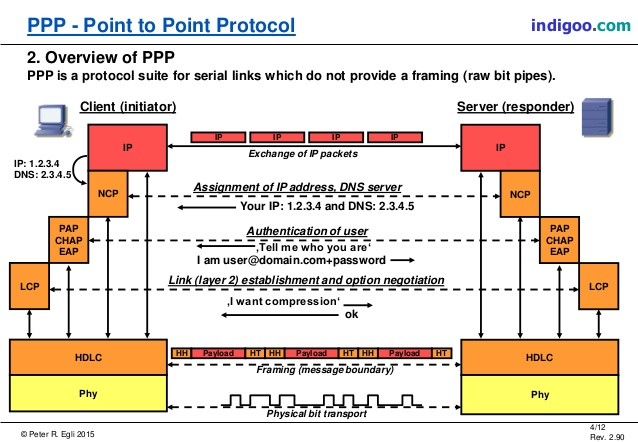 PPP - Point to Point Protocol
indigoo.com
2. Overview of PPP
PPP is a protocol suite for serial links which do not provide a framing (raw bit pipes).
Client (initiator)
Server (responder)
IP
IP IP IP IP
IP
Exchange of IP packets
IP: 1.2.3.4
DNS: 2.3.4.5
NCP
Assignment of IP address, DNS server
NCP
Your IP: 1.2.3.4 and DNS: 2.3.4.5
PAP
CHAP
EAP
Authentication of user
PAP
CHAP
EAP
‚Tell me who you are‘
I am user@domain.com+password
LCP
Link (layer 2) establishment and option negotiation
LCP
‚I want compression‘
ok
HDLC
HH Payload HT HH Payload HT HH Payload HT
HDLC
Framing (message boundary)
Phy
Phy
Physical bit transport
© Peter R. Egli 2015
4/12
Rev. 2.90